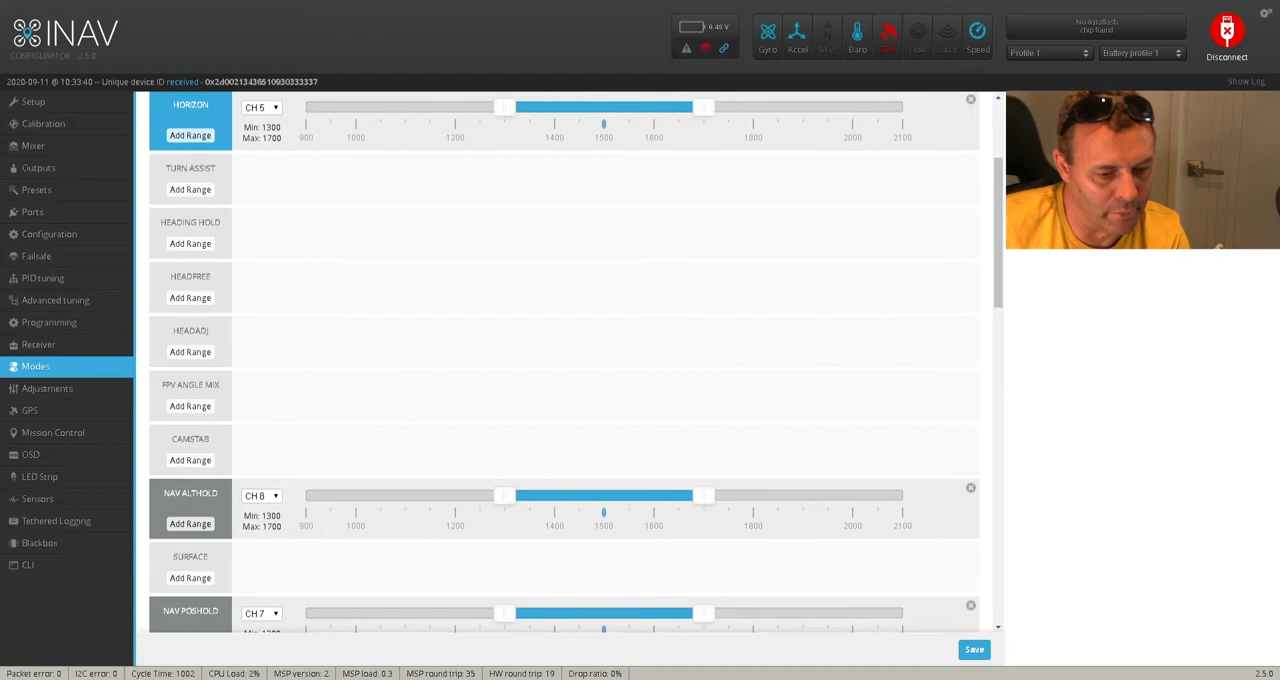 INAV
CONFIGURATOR 2.5.0
0.48 V
Gyro
Accel
Mag
Baro
GPS
Flow
Sonar
Speed
No dataflash
chip found
Profile 1
Battery profile 1
Disconnect
2020-09-11 @ 10:33:40 -- Unique device ID received - 0x2d00213436510930333337
Show Log
Setup
Calibration
Mixer
Outputs
Presets
Ports
Configuration
Failsafe
PID tuning
Advanced tuning
Programming
Receiver
Modes
Adjustments
GPS
Mission Control
OSD
LED Strip
Sensors
Tethered Logging
Blackbox
CLI
HORIZON
Add Range
CH 5
Min: 1300
Max: 1700
900 1000 1200 1400 1500 1600 1800 2000 2100
TURN ASSIST
Add Range
HEADING HOLD
Add Range
HEADFREE
Add Range
HEADADJ
Add Range
FPV ANGLE MIX
Add Range
CAMSTAB
Add Range
NAV ALTHOLD
Add Range
CH 8
Min: 1300
Max: 1700
900 1000 1200 1400 1500 1600 1800 2000 2100
SURFACE
Add Range
NAV POSHOLD
CH 7
Min: 1300
Save
Packet error: 0 I2C error: 0 Cycle Time: 1002 CPU Load: 2% MSP version: 2 MSP load: 0.3 MSP round trip: 35 HW round trip: 19 Drop ratio: 0% 2.5.0